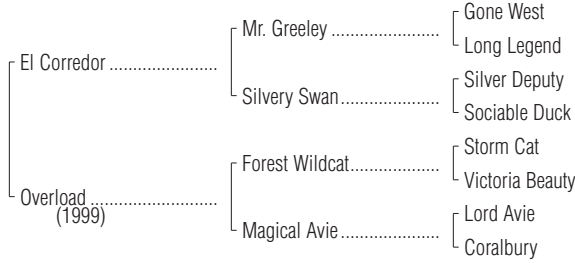 Gone West
Mr. Greeley ......................
Long Legend
El Corredor ......................
Silver Deputy
Silvery Swan ....................
Sociable Duck
Storm Cat
Forest Wildcat ..................
Victoria Beauty
Overload ..........................
(1999)
Lord Avie
Magical Avie ....................
Coralbury